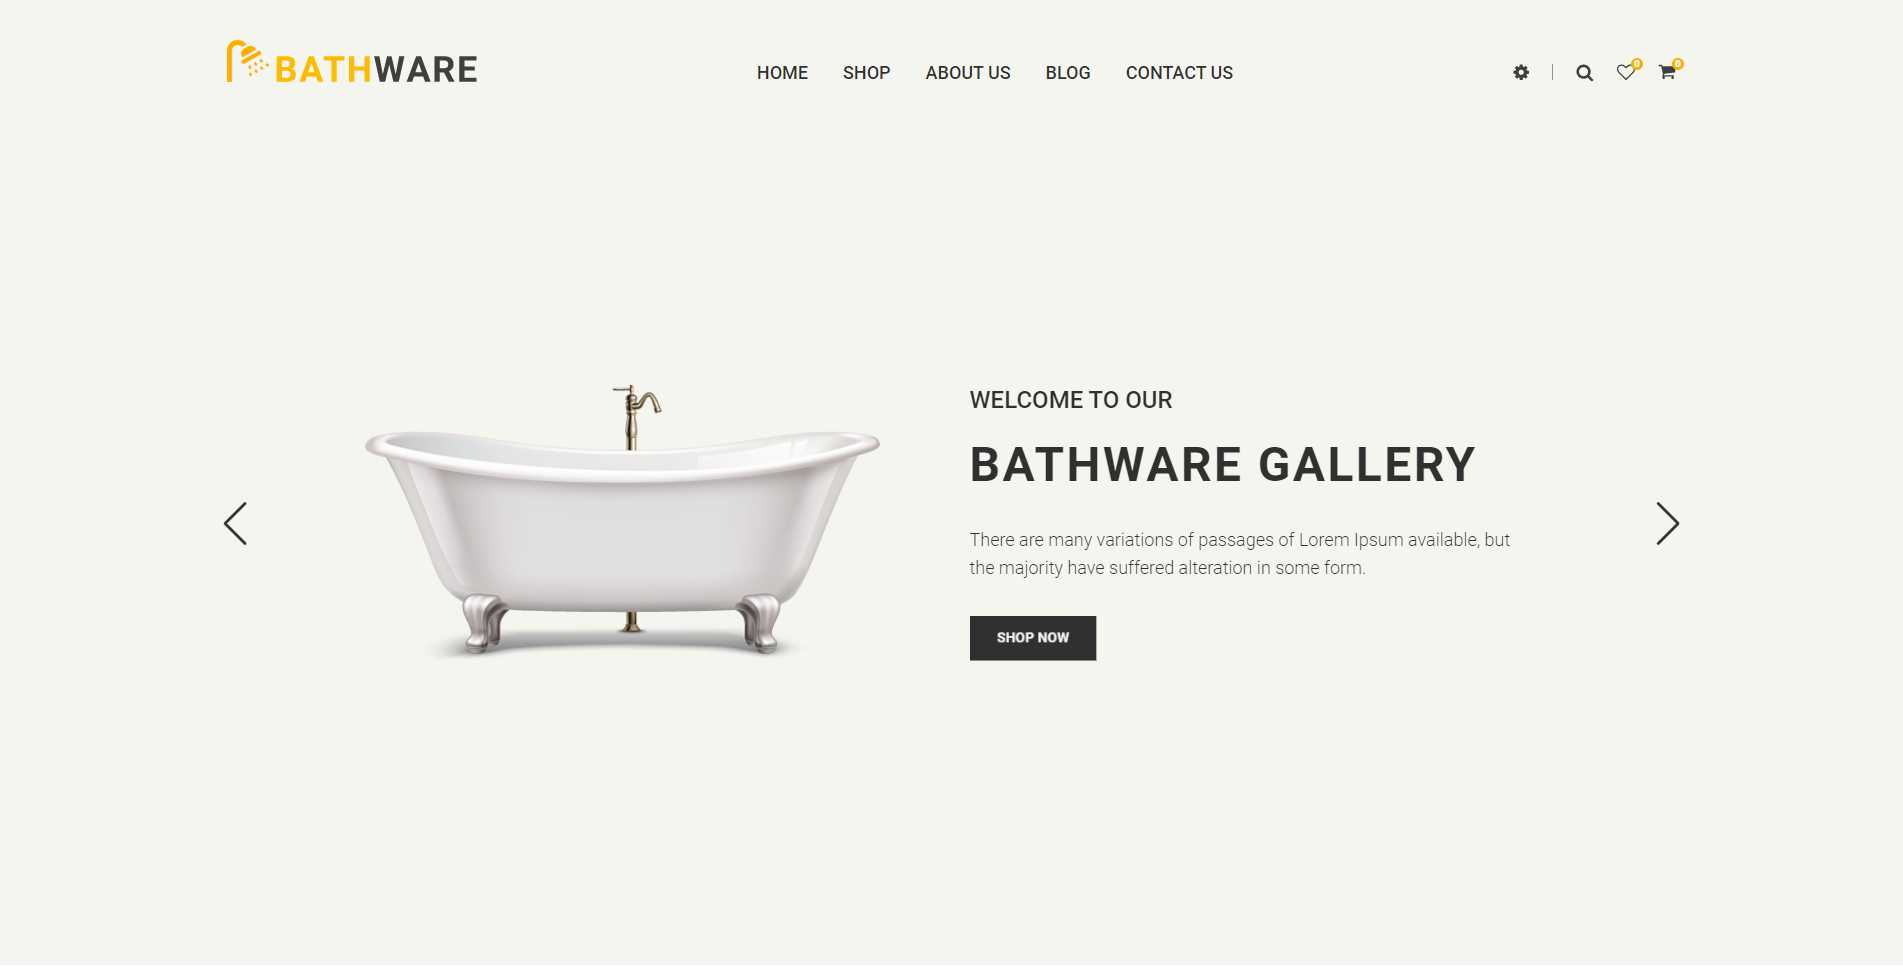 BATHWARE
HOME SHOP ABOUT US BLOG CONTACT US
0 0
WELCOME TO OUR
BATHWARE GALLERY
There are many variations of passages of Lorem Ipsum available, but
the majority have suffered alteration in some form.
SHOP NOW